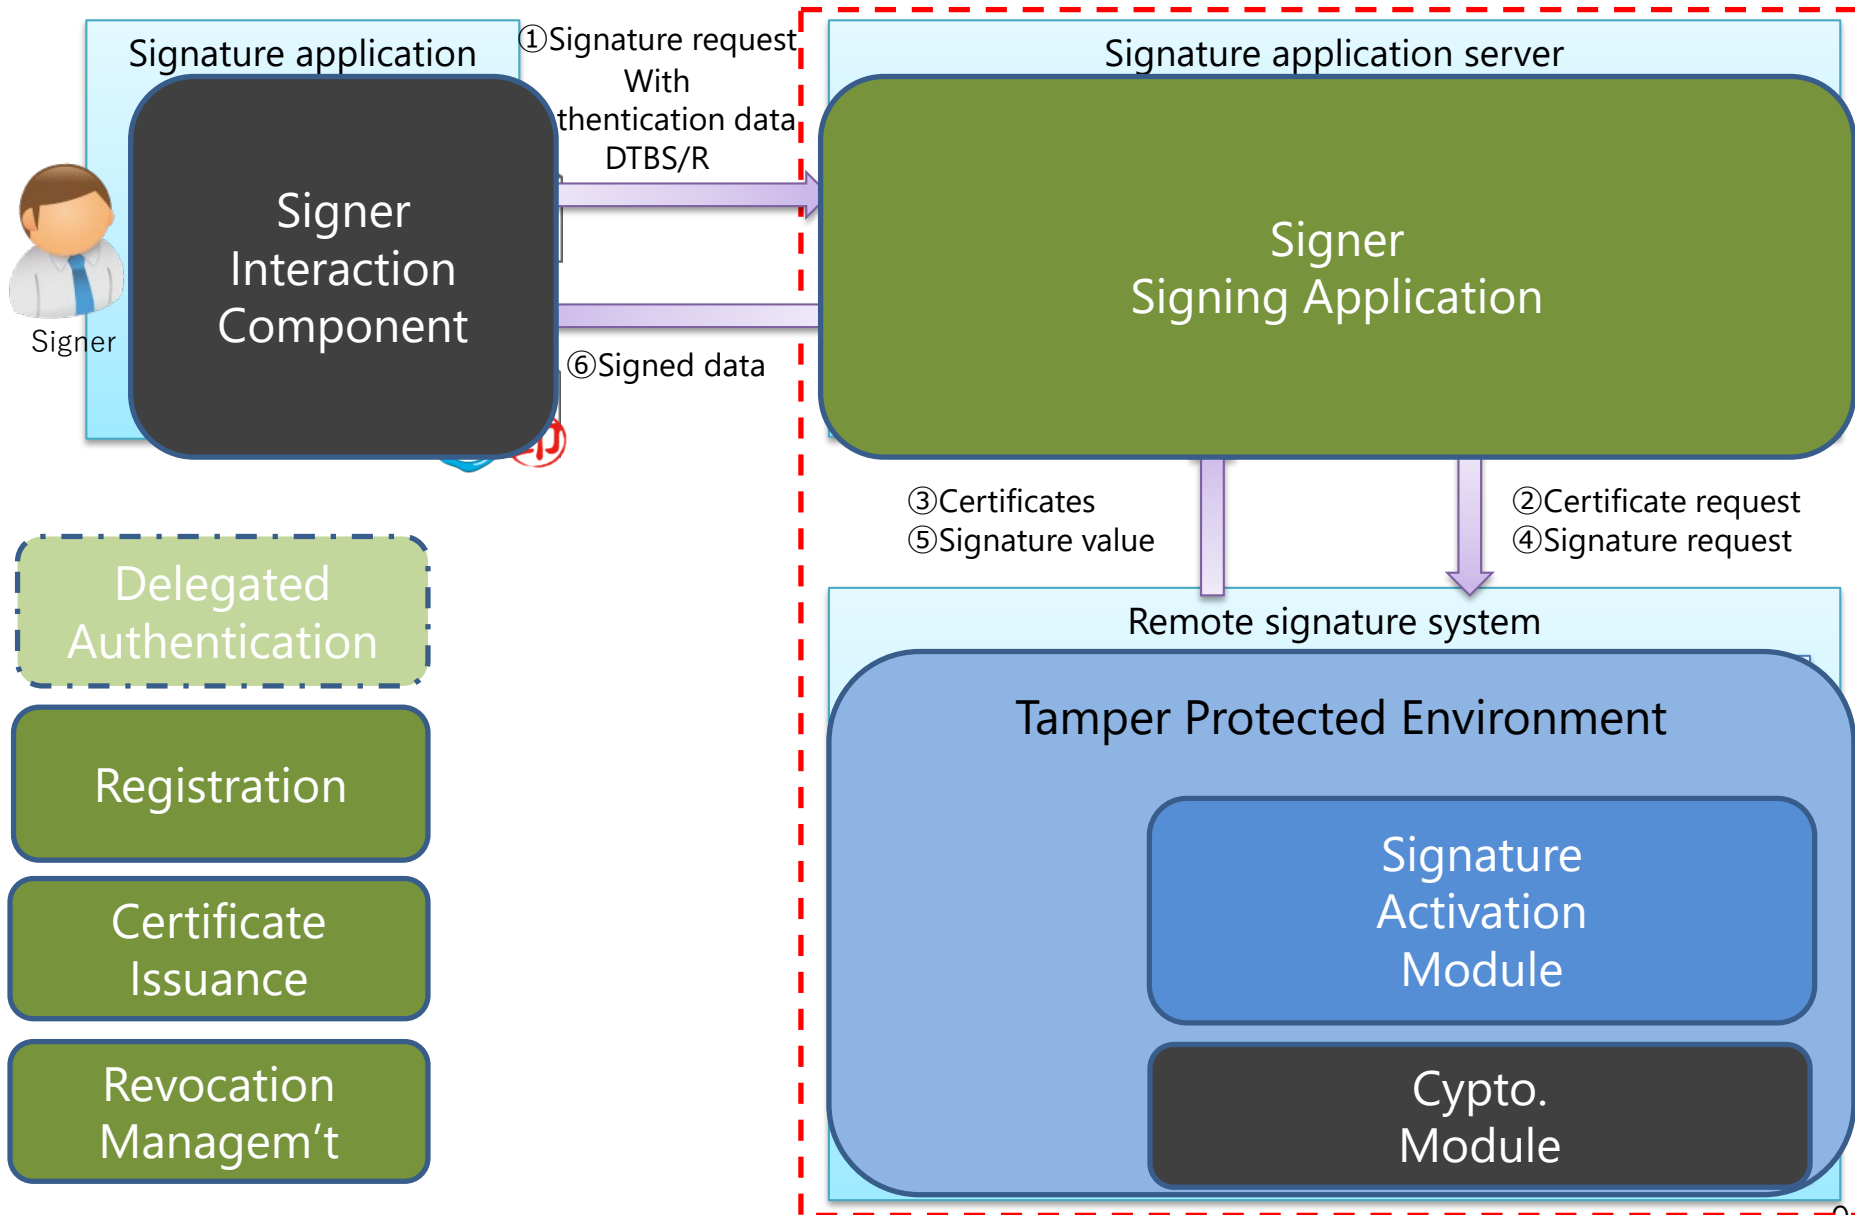 Signature application
①Signature request
With
thentication data
DTBS/R
Signature application server
Signer
Interaction
Component
Signer
Signing Application
Signer
⑥Signed data
③Certificates
⑤Signature value
②Certificate request
④Signature request
Delegated
Authentication
Registration
Certificate
Issuance
Revocation
Managem’t
Remote signature system
Tamper Protected Environment
Signature
Activation
Module
Cypto.
Module